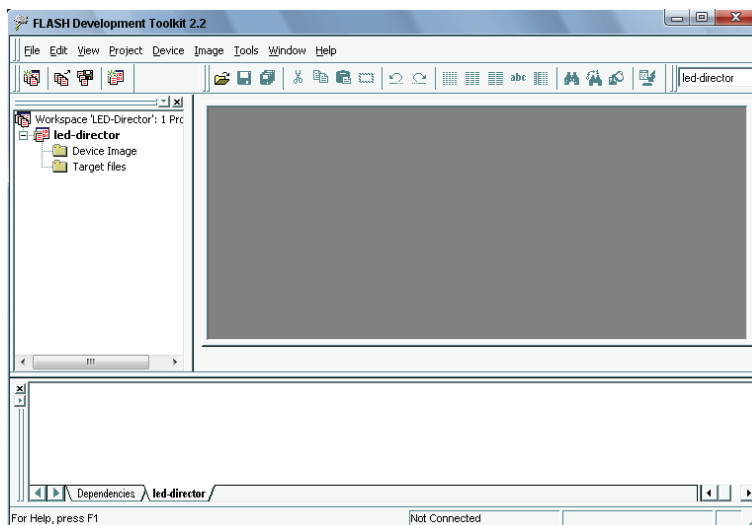 FLASH Development Toolkit 2.2
File Edit View Project Device Image Tools Window Help
abc led-director
Workspace 'LED-Director': 1 Pro
led-director
Device Image
Target files
Dependencies led-director
For Help, press F1 Not Connected